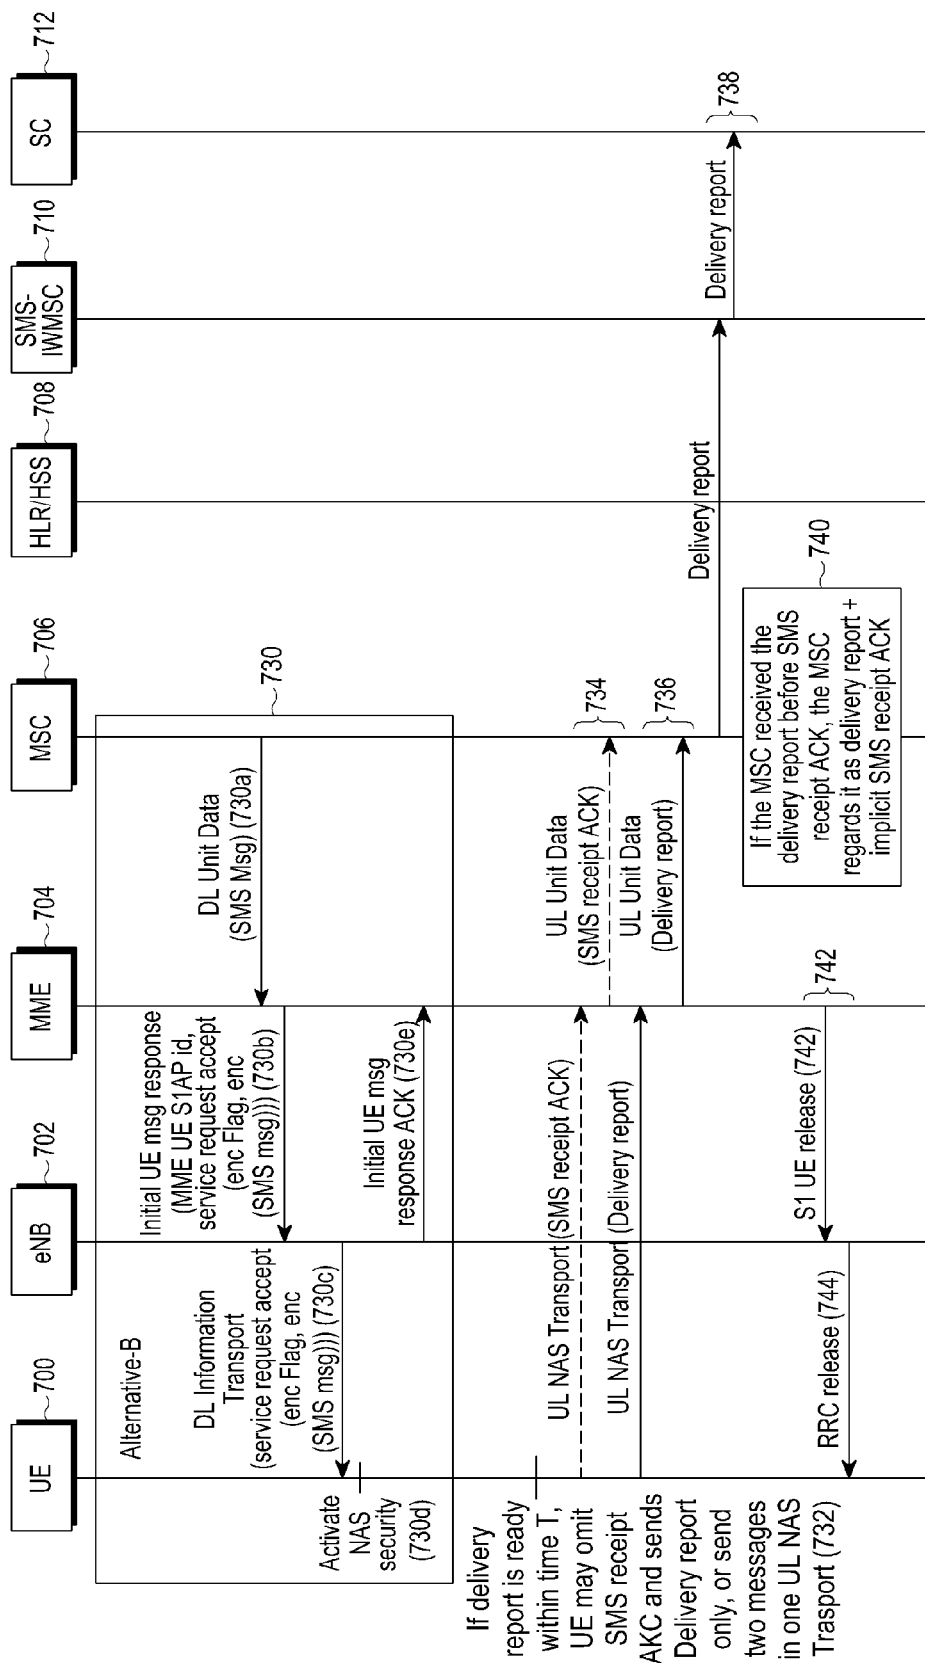 UE
700
eNB
702
MME
704
MSC
706
HLR/HSS
708
SMS-
IWMSC
710
SC
712
Alternative-B
730
DL Unit Data
(SMS Msg) (730a)
Initial UE msg response
(MME UE S1AP id,
service request accept
(enc Flag, enc
(SMS msg))) (730b)
DL Information
Transport
(service request accept
(enc Flag, enc
(SMS msg))) (730c)
Activate
NAS
security
(730d)
Initial UE msg
response ACK (730e)
If delivery
report is ready
within time T,
UE may omit
SMS receipt
AKC and sends
Delivery report
only, or send
two messages
in one UL NAS
Trasport (732)
UL NAS Transport (SMS receipt ACK)
UL Unit Data
(SMS receipt ACK)
734
UL NAS Transport (Delivery report)
UL Unit Data
(Delivery report)
736
Delivery report
Delivery report
738
If the MSC received the
delivery report before SMS
receipt ACK, the MSC
regards it as delivery report +
implicit SMS receipt ACK
740
S1 UE release (742)
742
RRC release (744)